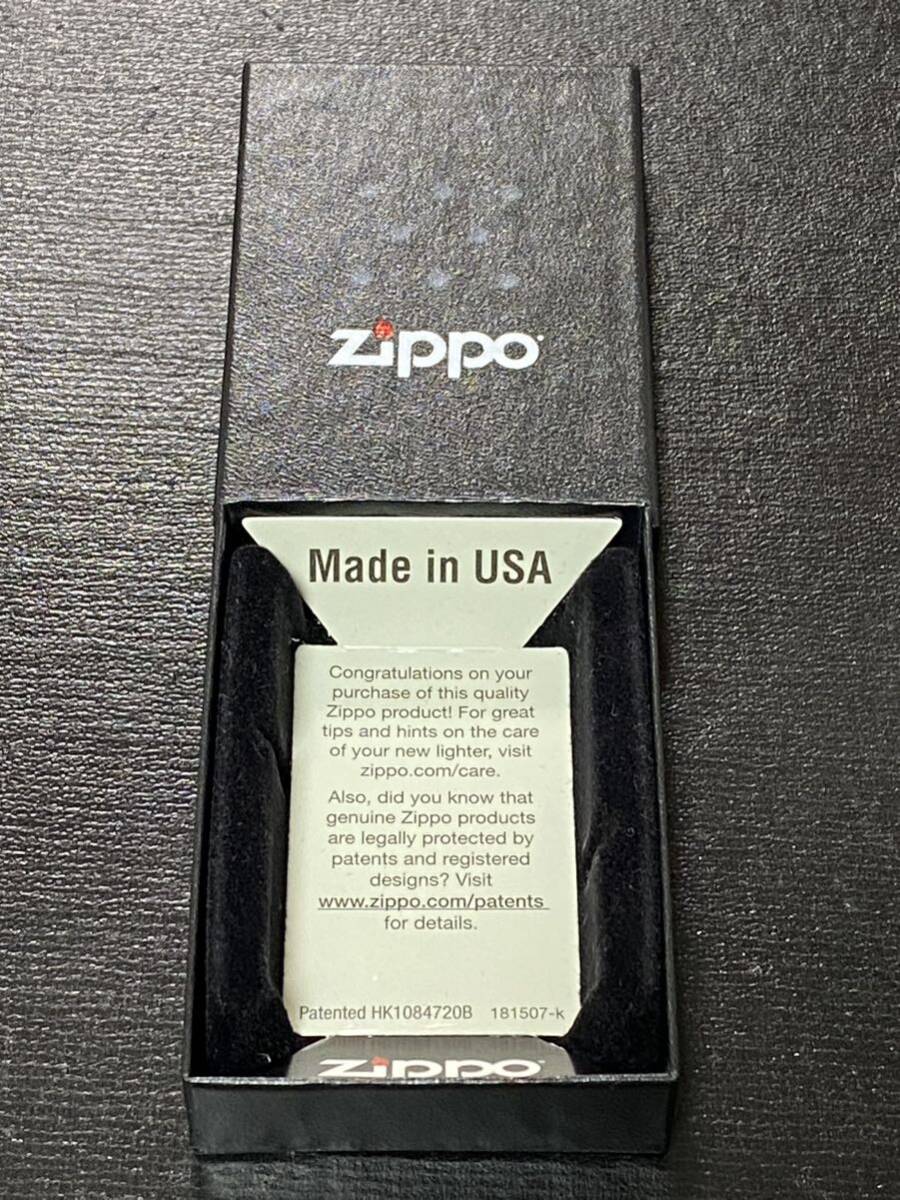 Zippo
Made in USA
Congratulations on your
purchase of this quality
Zippo product! For great
tips and hints on the care
of your new lighter, visit
zippo.com/care.
Also, did you know that
genuine Zippo products
are legally protected by
patents and registered
designs? Visit
www.zippo.com/patents
for details.
Patented HK1084720B 181507-k
Zippo